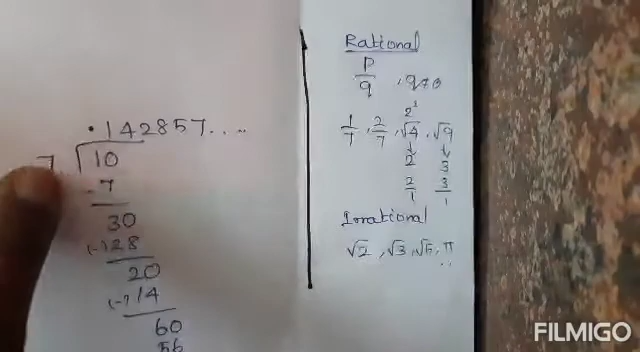 .142857....
7 10
- 7
30
(-) 28
20
(-) 14
60
56
Rational
p/q , q≠0
1/7 , 2/7 , √4 , √9
2 3
2/1 3/1
Irrational
√2 , √3 , √5 , π ..
FILMIGO